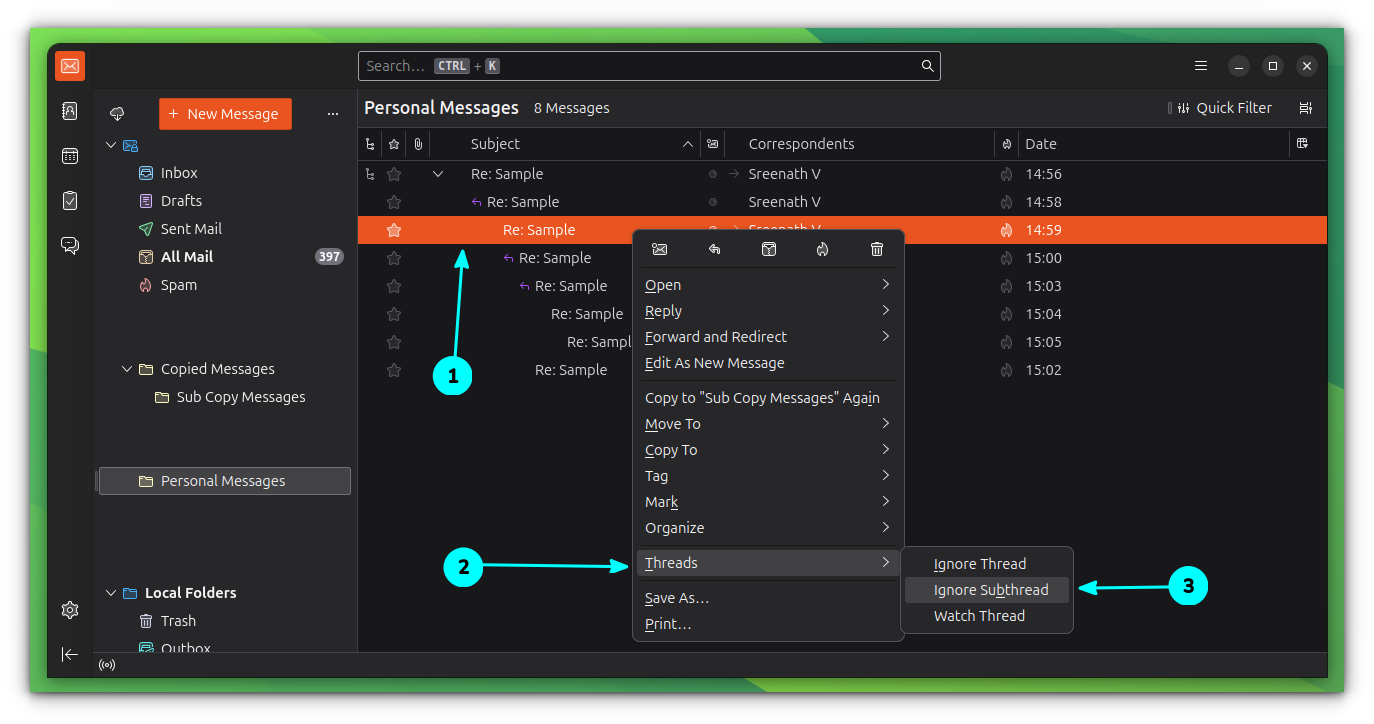 Search… CTRL + K
+ New Message
Personal Messages 8 Messages
Quick Filter
Subject Correspondents Date
Inbox
Drafts
Sent Mail
All Mail 397
Spam
Copied Messages
Sub Copy Messages
Personal Messages
Local Folders
Trash
Outbox
Re: Sample Sreenath V 14:56
Re: Sample Sreenath V 14:58
Re: Sample Sreenath V 14:59
Re: Sample 15:00
Re: Sample 15:03
Re: Sample 15:04
Re: Sampl 15:05
Re: Sample 15:02
1
Open
Reply
Forward and Redirect
Edit As New Message
Copy to "Sub Copy Messages" Again
Move To
Copy To
Tag
Mark
Organize
2
Threads
Save As…
Print…
Ignore Thread
Ignore Subthread
3
Watch Thread